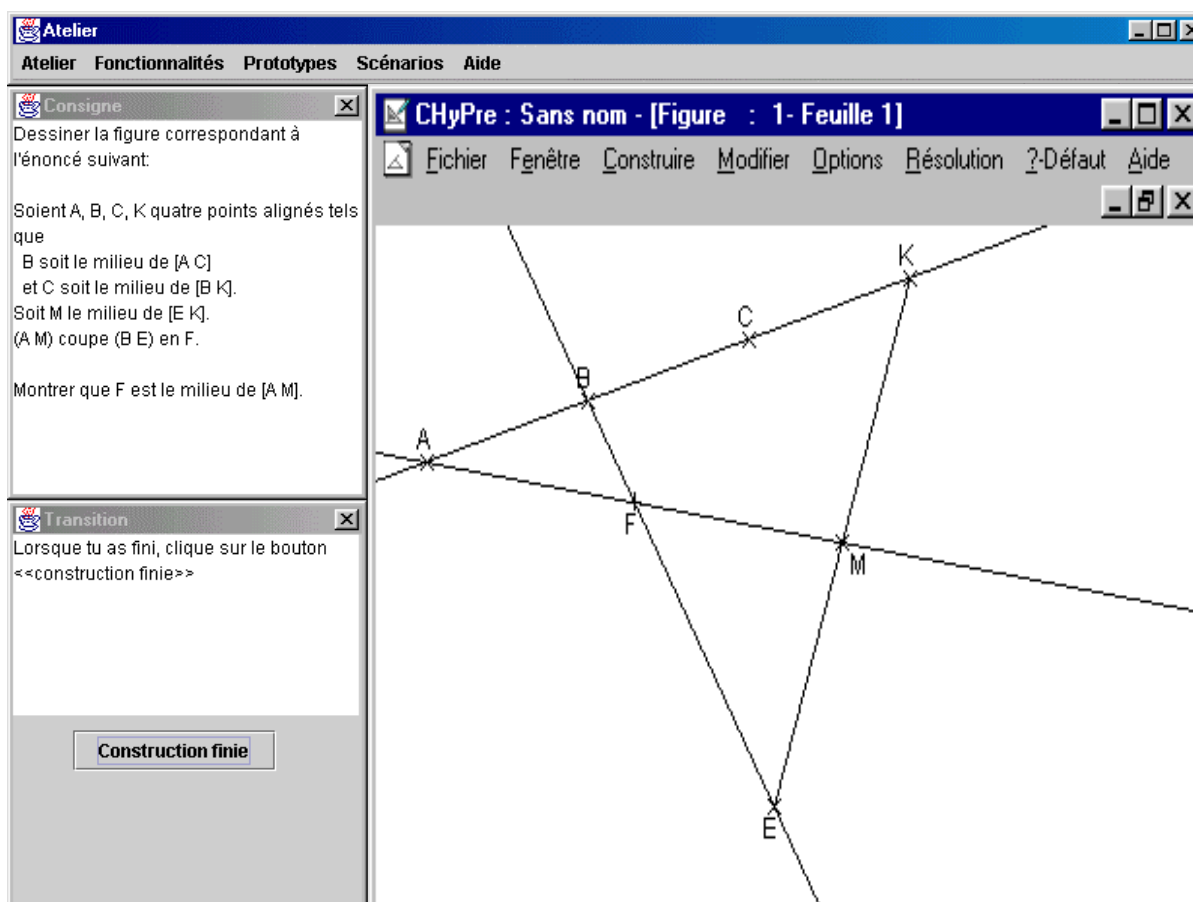 Atelier
Atelier Fonctionnalités Prototypes Scénarios Aide
Consigne
Dessiner la figure correspondant à
l'énoncé suivant:
Soient A, B, C, K quatre points alignés tels
que
B soit le milieu de [A C]
et C soit le milieu de [B K].
Soit M le milieu de [E K].
(A M) coupe (B E) en F.
Montrer que F est le milieu de [A M].
Transition
Lorsque tu as fini, clique sur le bouton
<<construction finie>>
Construction finie
CHyPre : Sans nom - [Figure : 1- Feuille 1]
Fichier Fenêtre Construire Modifier Options Résolution ?-Défaut Aide
K
C
B
A
F
M
E